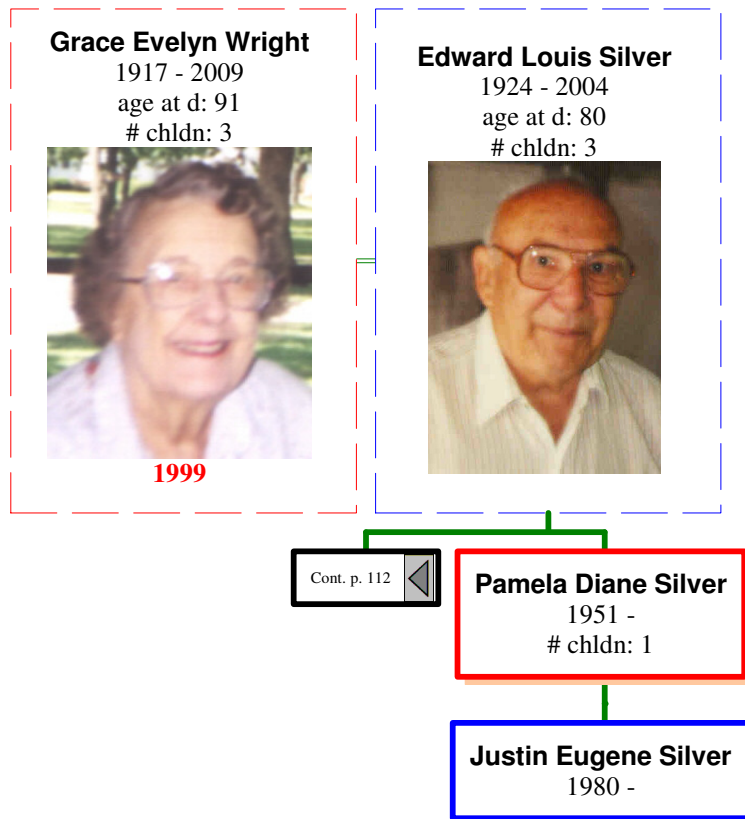 Grace Evelyn Wright
1917 - 2009
age at d: 91
# chldn: 3
1999
Edward Louis Silver
1924 - 2004
age at d: 80
# chldn: 3
Cont. p. 112
Pamela Diane Silver
1951 -
# chldn: 1
Justin Eugene Silver
1980 -